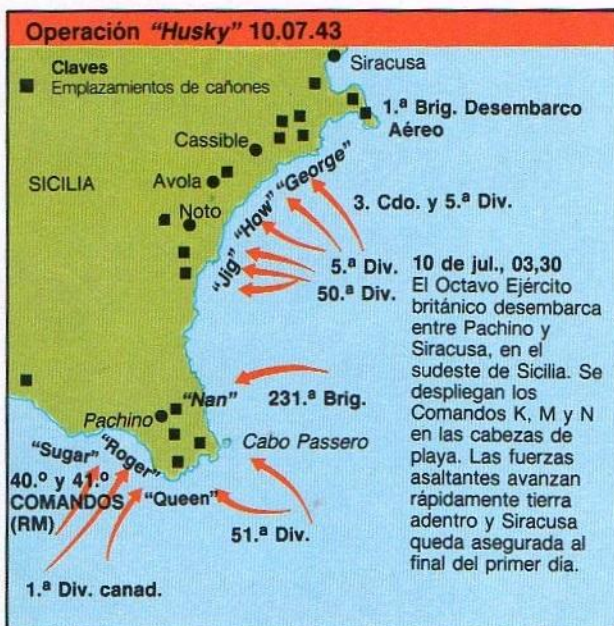 Operación "Husky" 10.07.43
Claves
Emplazamientos de cañones
Siracusa
1.ª Brig. Desembarco
Aéreo
Cassible
SICILIA
Avola
"George"
3. Cdo. y 5.ª Div.
Noto
"How"
"Jig"
5.ª Div.
50.ª Div.
10 de jul., 03,30
El Octavo Ejército
británico desembarca
entre Pachino y
Siracusa, en el
sudeste de Sicilia. Se
despliegan los
Comandos K, M y N
en las cabezas de
playa. Las fuerzas
asaltantes avanzan
rápidamente tierra
adentro y Siracusa
queda asegurada al
final del primer día.
"Nan"
231.ª Brig.
Pachino
Cabo Passero
"Sugar"
"Roger"
40.º y 41.º
COMANDOS
(RM)
"Queen"
51.ª Div.
1.ª Div. canad.